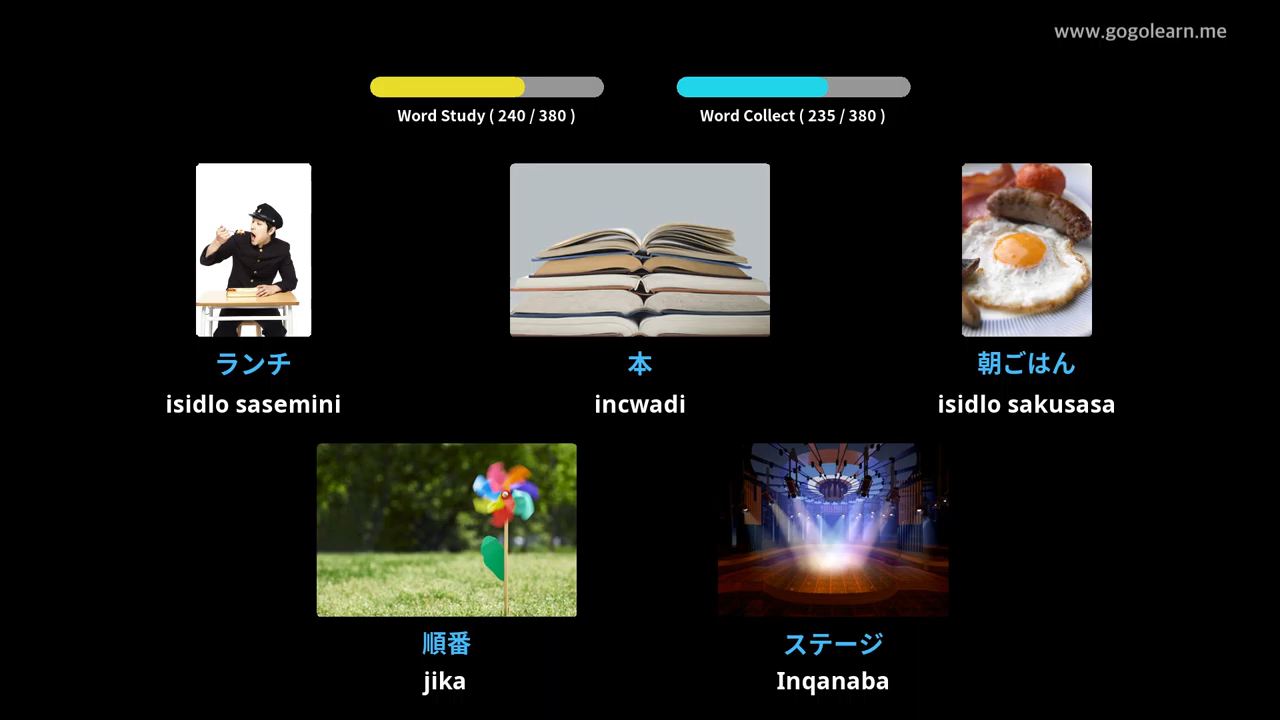 www.gogolearn.me
Word Study ( 240 / 380 )
Word Collect ( 235 / 380 )
ランチ
isidlo sasemini
本
incwadi
朝ごはん
isidlo sakusasa
順番
jika
ステージ
Inqanaba